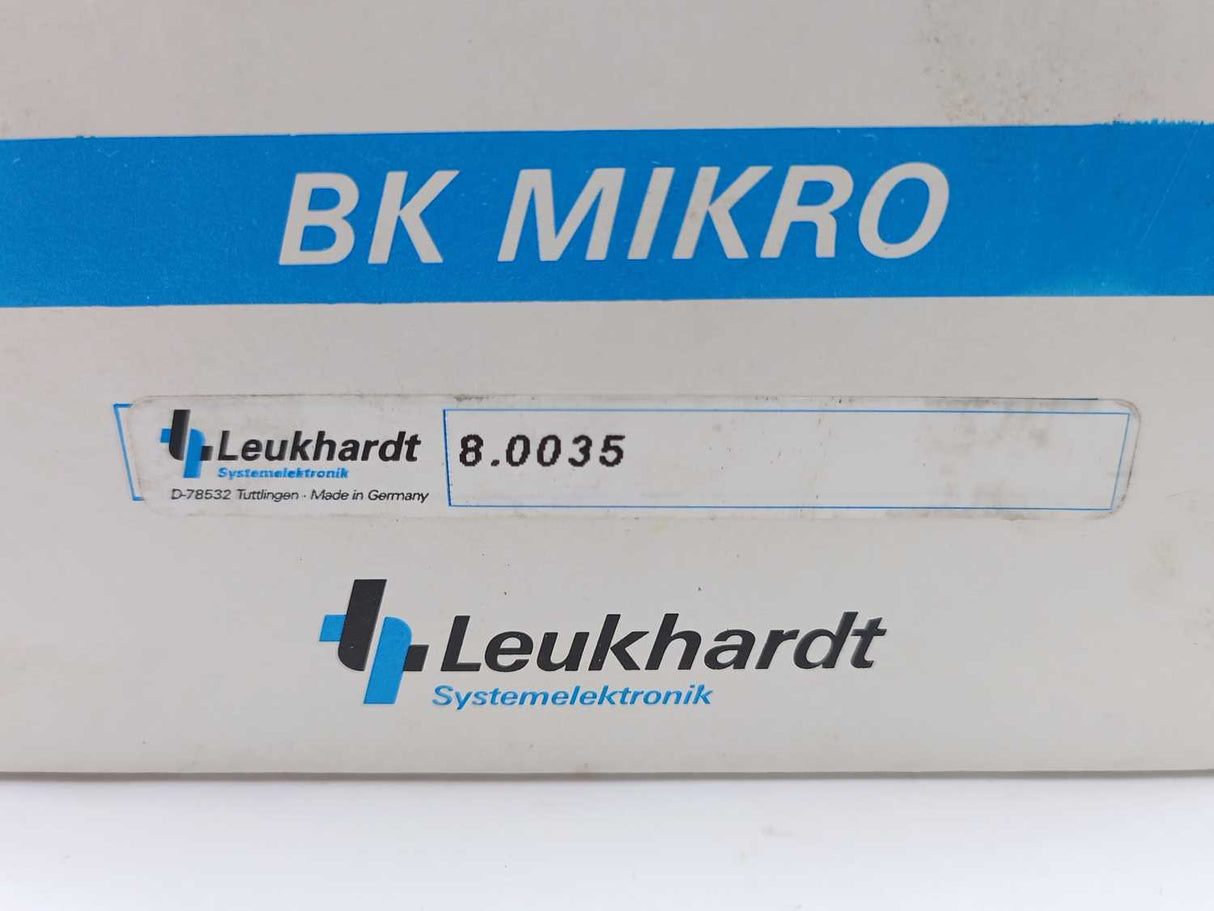 BK MIKRO
Leukhardt
Systemelektronik
D-78532 Tuttlingen · Made in Germany
8.0035
Leukhardt
Systemelektronik